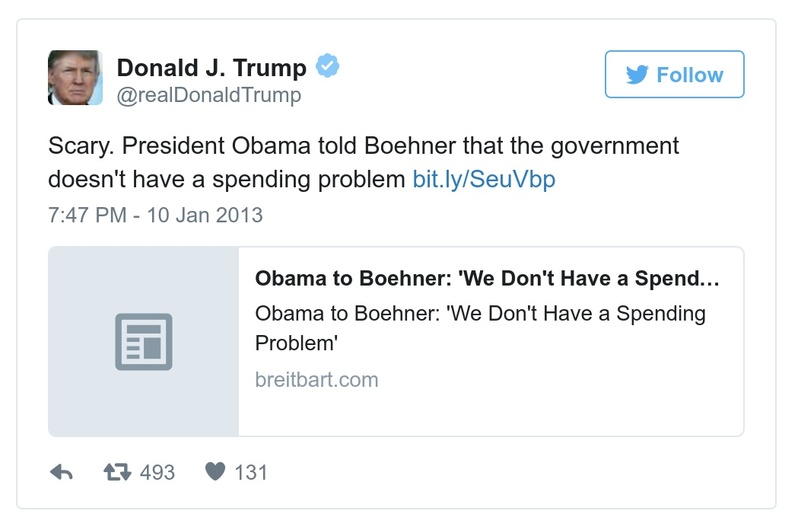 Donald J. Trump
@realDonaldTrump
Follow
Scary. President Obama told Boehner that the government
doesn't have a spending problem bit.ly/SeuVbp
7:47 PM - 10 Jan 2013
Obama to Boehner: 'We Don't Have a Spend...
Obama to Boehner: 'We Don't Have a Spending
Problem'
breitbart.com
493 131